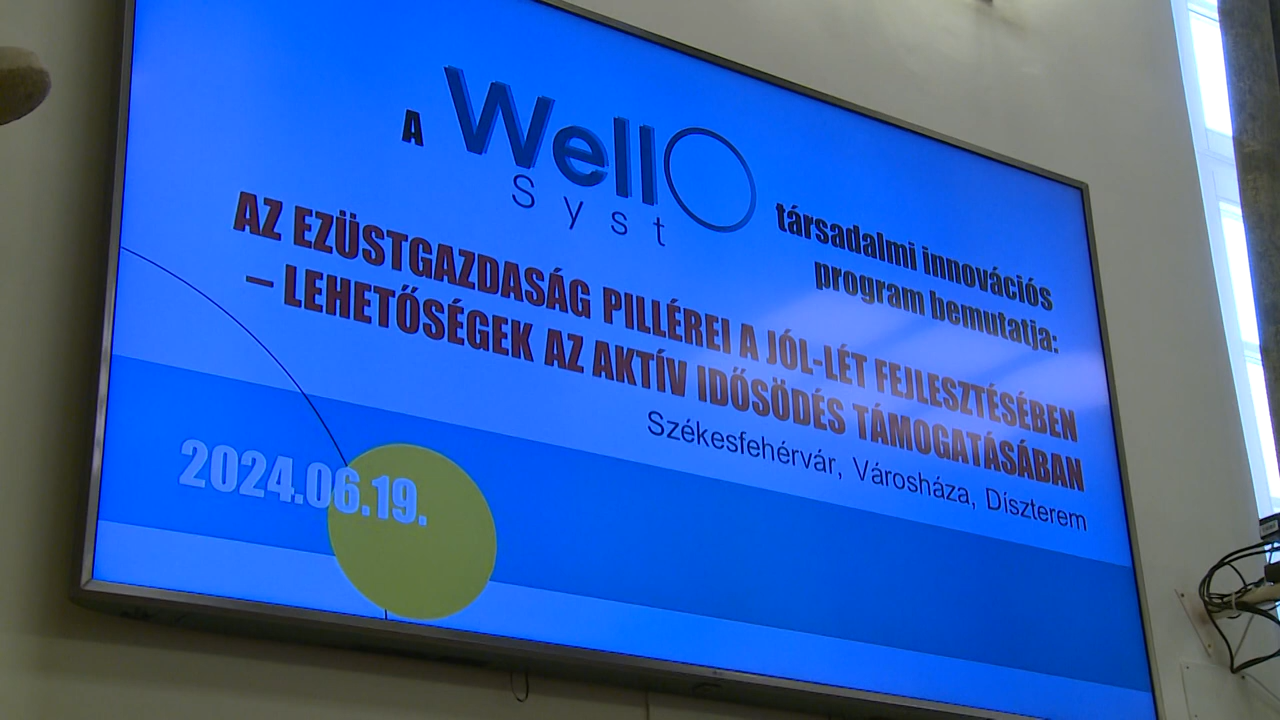 A WellO
Syst
társadalmi innovációs
program bemutatja:
AZ EZÜSTGAZDASÁG PILLÉREI A JÓL-LÉT FEJLESZTÉSÉBEN
– LEHETŐSÉGEK AZ AKTÍV IDŐSÖDÉS TÁMOGATÁSÁBAN
Székesfehérvár, Városháza, Díszterem
2024.06.19.